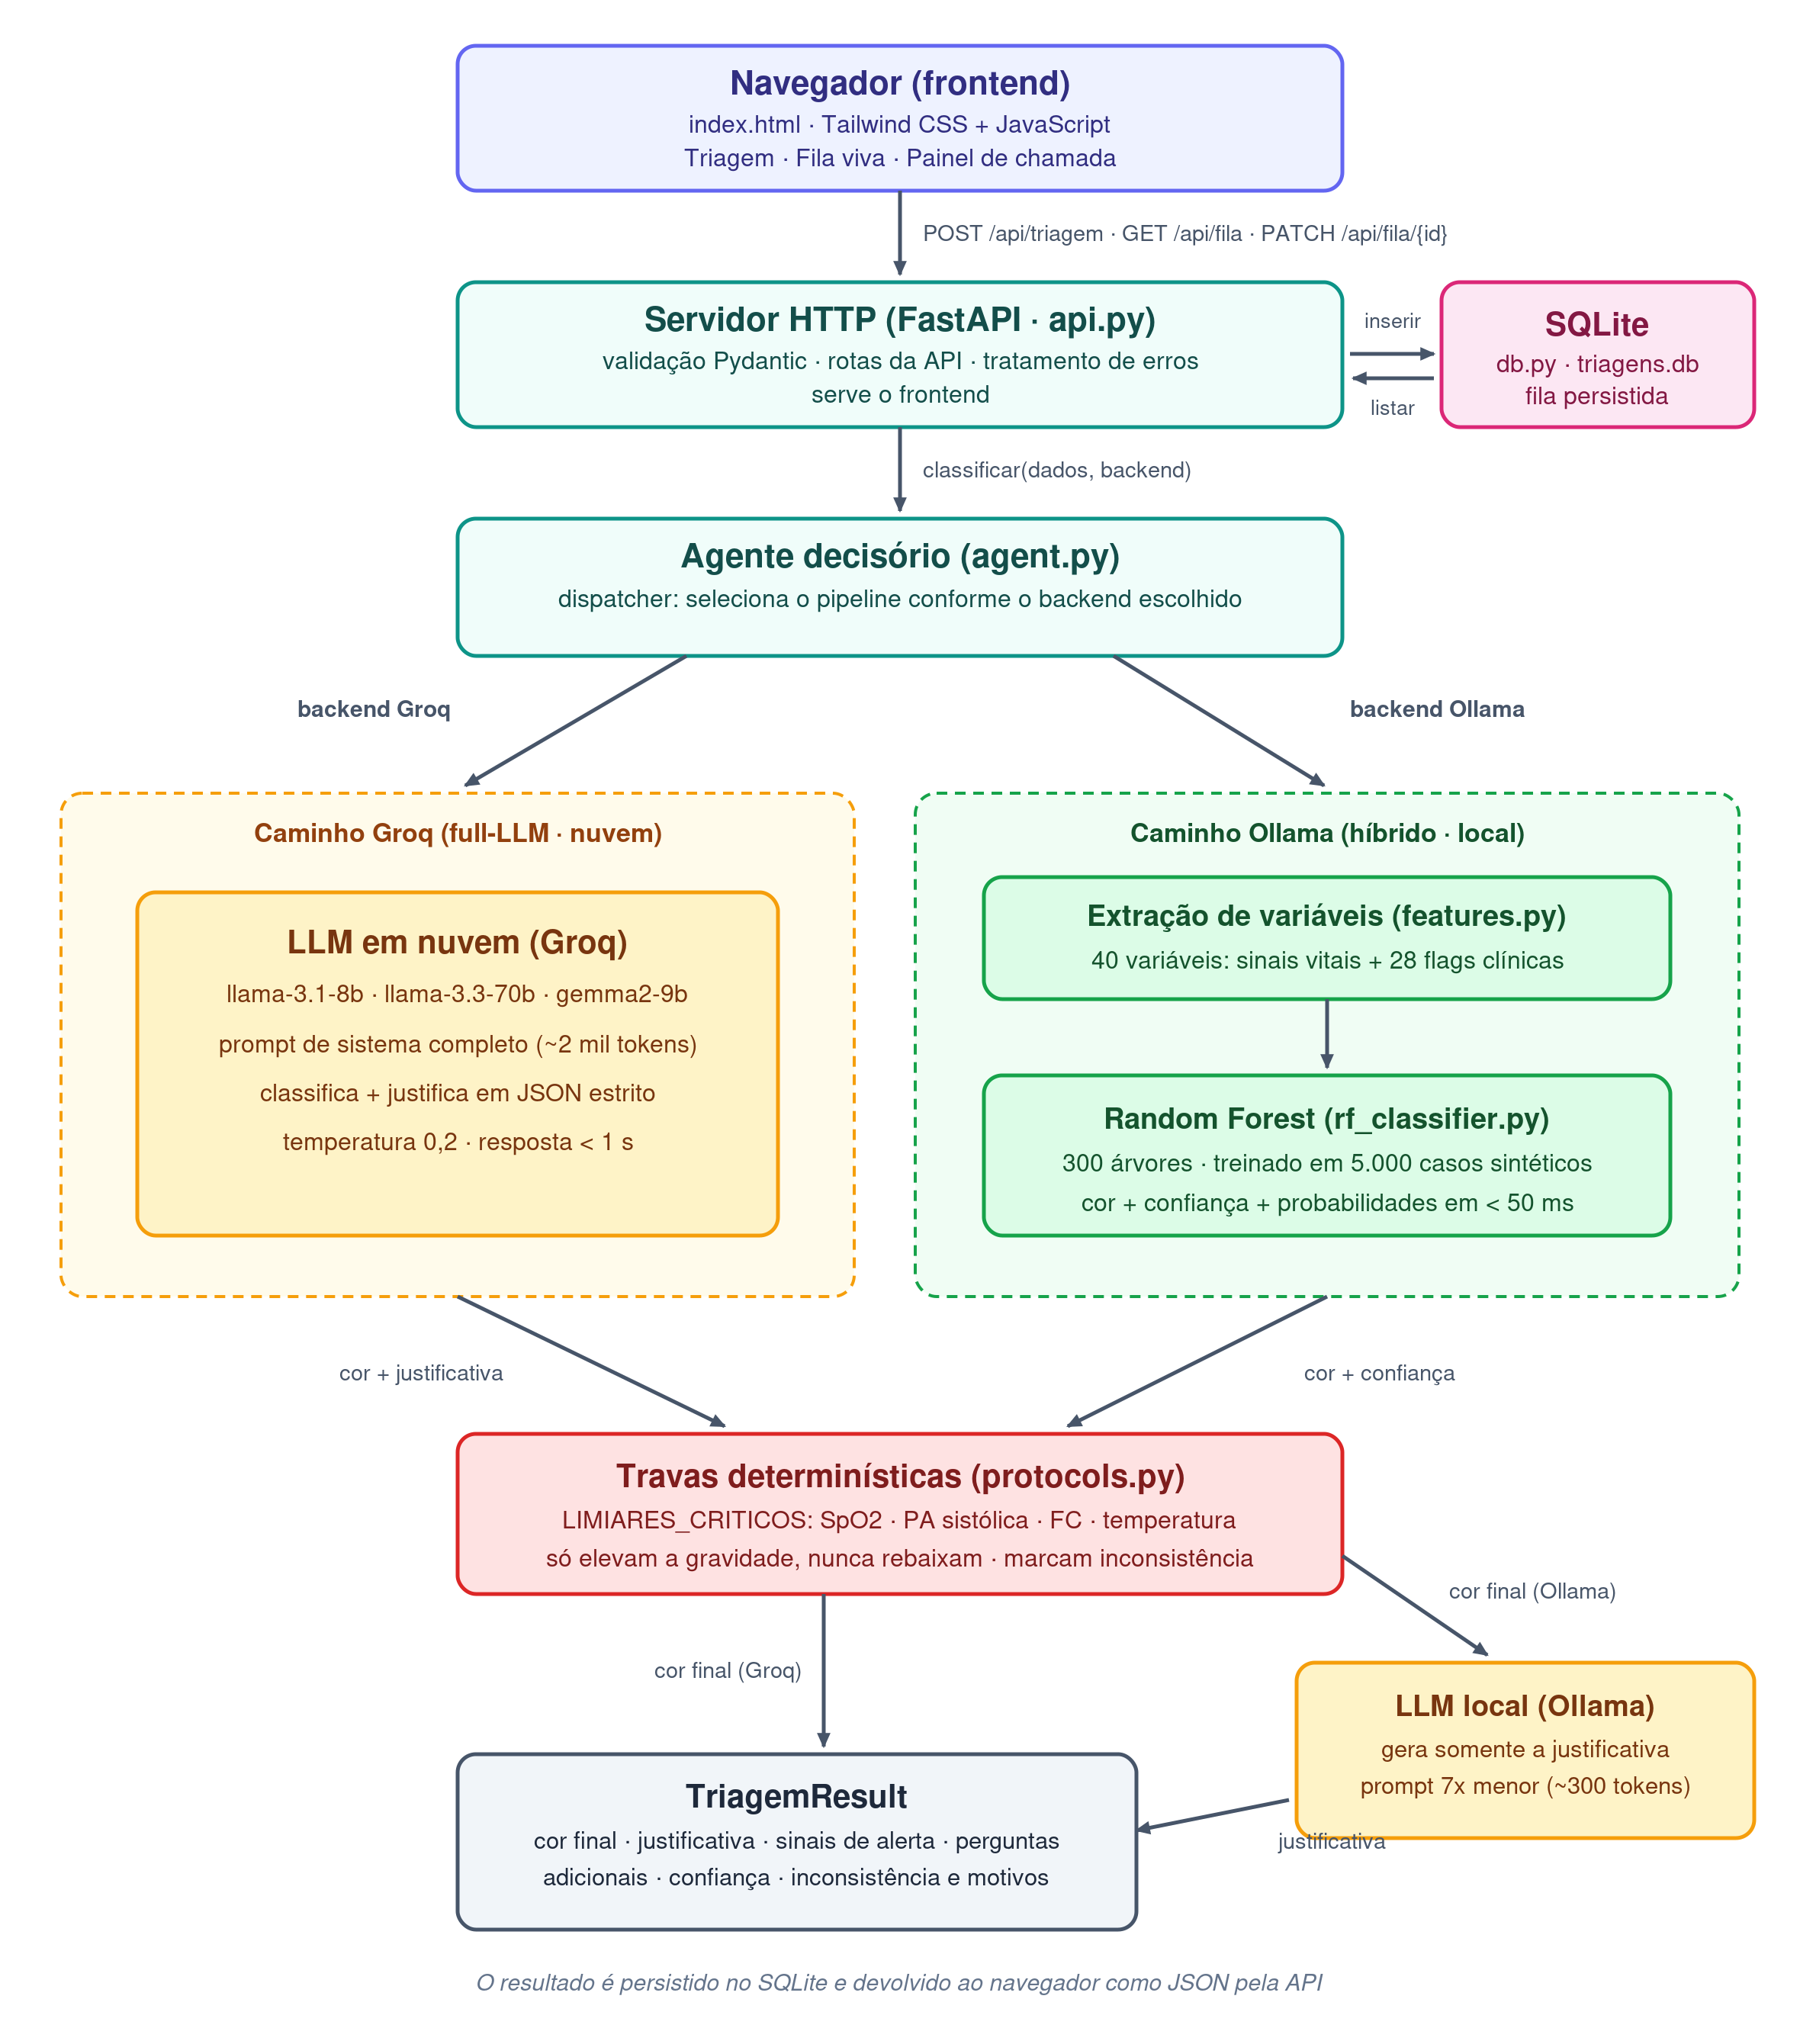 Navegador (frontend)
index.html · Tailwind CSS + JavaScript
Triagem · Fila viva · Painel de chamada
POST /api/triagem · GET /api/fila · PATCH /api/fila/{id}
Servidor HTTP (FastAPI · api.py)
validação Pydantic · rotas da API · tratamento de erros
serve o frontend
inserir
listar
SQLite
db.py · triagens.db
fila persistida
classificar(dados, backend)
Agente decisório (agent.py)
dispatcher: seleciona o pipeline conforme o backend escolhido
backend Groq
backend Ollama
Caminho Groq (full-LLM · nuvem)
LLM em nuvem (Groq)
llama-3.1-8b · llama-3.3-70b · gemma2-9b
prompt de sistema completo (~2 mil tokens)
classifica + justifica em JSON estrito
temperatura 0,2 · resposta < 1 s
Caminho Ollama (híbrido · local)
Extração de variáveis (features.py)
40 variáveis: sinais vitais + 28 flags clínicas
Random Forest (rf_classifier.py)
300 árvores · treinado em 5.000 casos sintéticos
cor + confiança + probabilidades em < 50 ms
cor + justificativa
cor + confiança
Travas determinísticas (protocols.py)
LIMIARES_CRITICOS: SpO2 · PA sistólica · FC · temperatura
só elevam a gravidade, nunca rebaixam · marcam inconsistência
cor final (Ollama)
cor final (Groq)
LLM local (Ollama)
gera somente a justificativa
prompt 7x menor (~300 tokens)
justificativa
TriagemResult
cor final · justificativa · sinais de alerta · perguntas
adicionais · confiança · inconsistência e motivos
O resultado é persistido no SQLite e devolvido ao navegador como JSON pela API